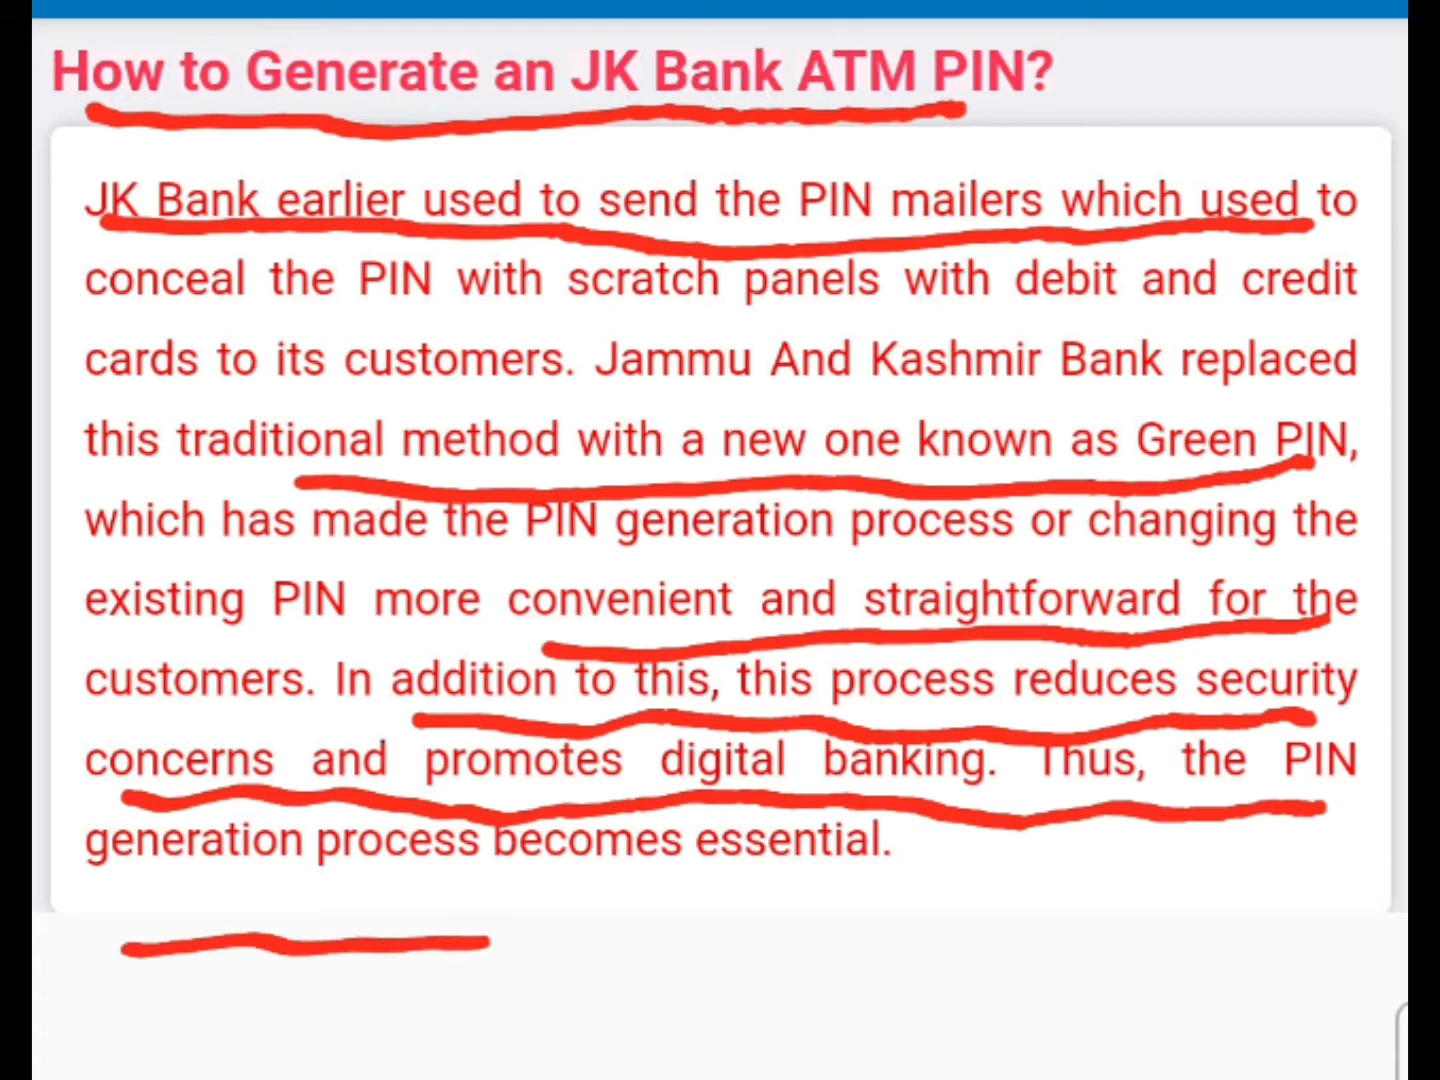 How to Generate an JK Bank ATM PIN?
JK Bank earlier used to send the PIN mailers which used to
conceal the PIN with scratch panels with debit and credit
cards to its customers. Jammu And Kashmir Bank replaced
this traditional method with a new one known as Green PIN,
which has made the PIN generation process or changing the
existing PIN more convenient and straightforward for the
customers. In addition to this, this process reduces security
concerns and promotes digital banking. Thus, the PIN
generation process becomes essential.